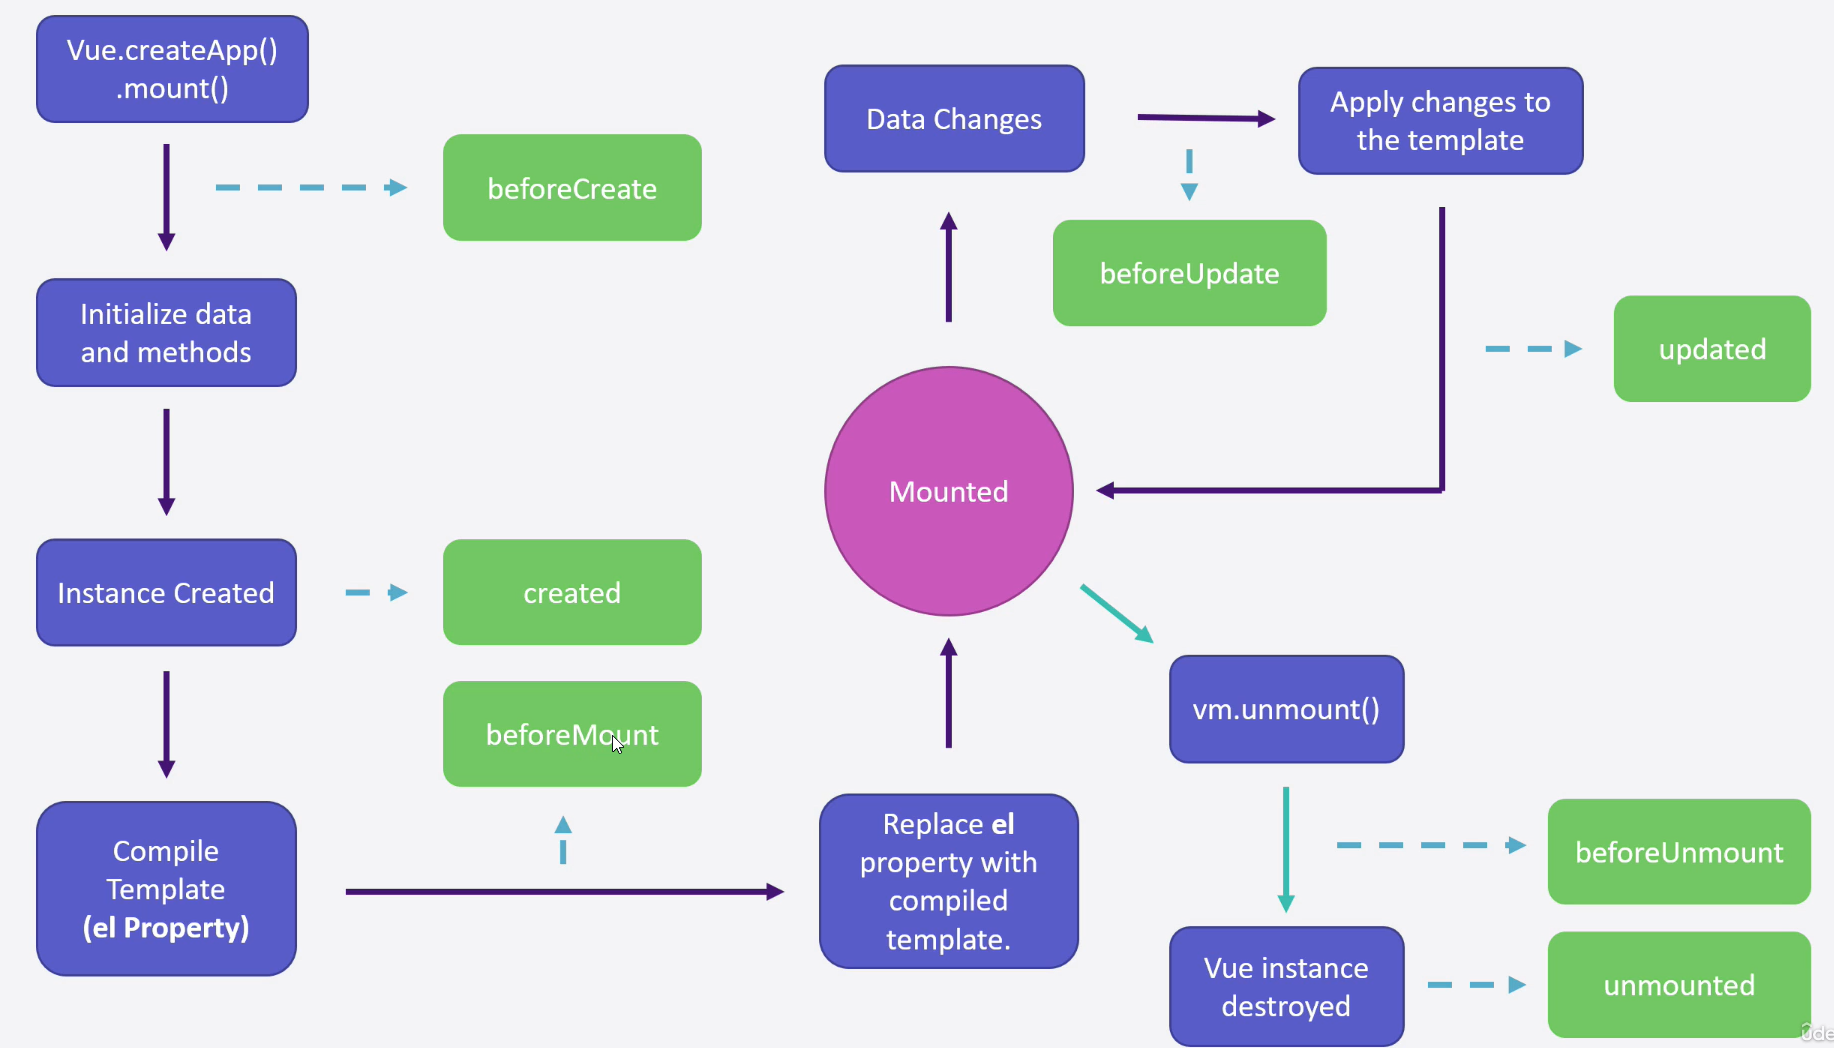 Vue.createApp()
.mount()
beforeCreate
Initialize data
and methods
Instance Created
created
beforeMount
Compile
Template
(el Property)
Replace el
property with
compiled
template.
Mounted
Data Changes
beforeUpdate
Apply changes to
the template
updated
vm.unmount()
beforeUnmount
Vue instance
destroyed
unmounted